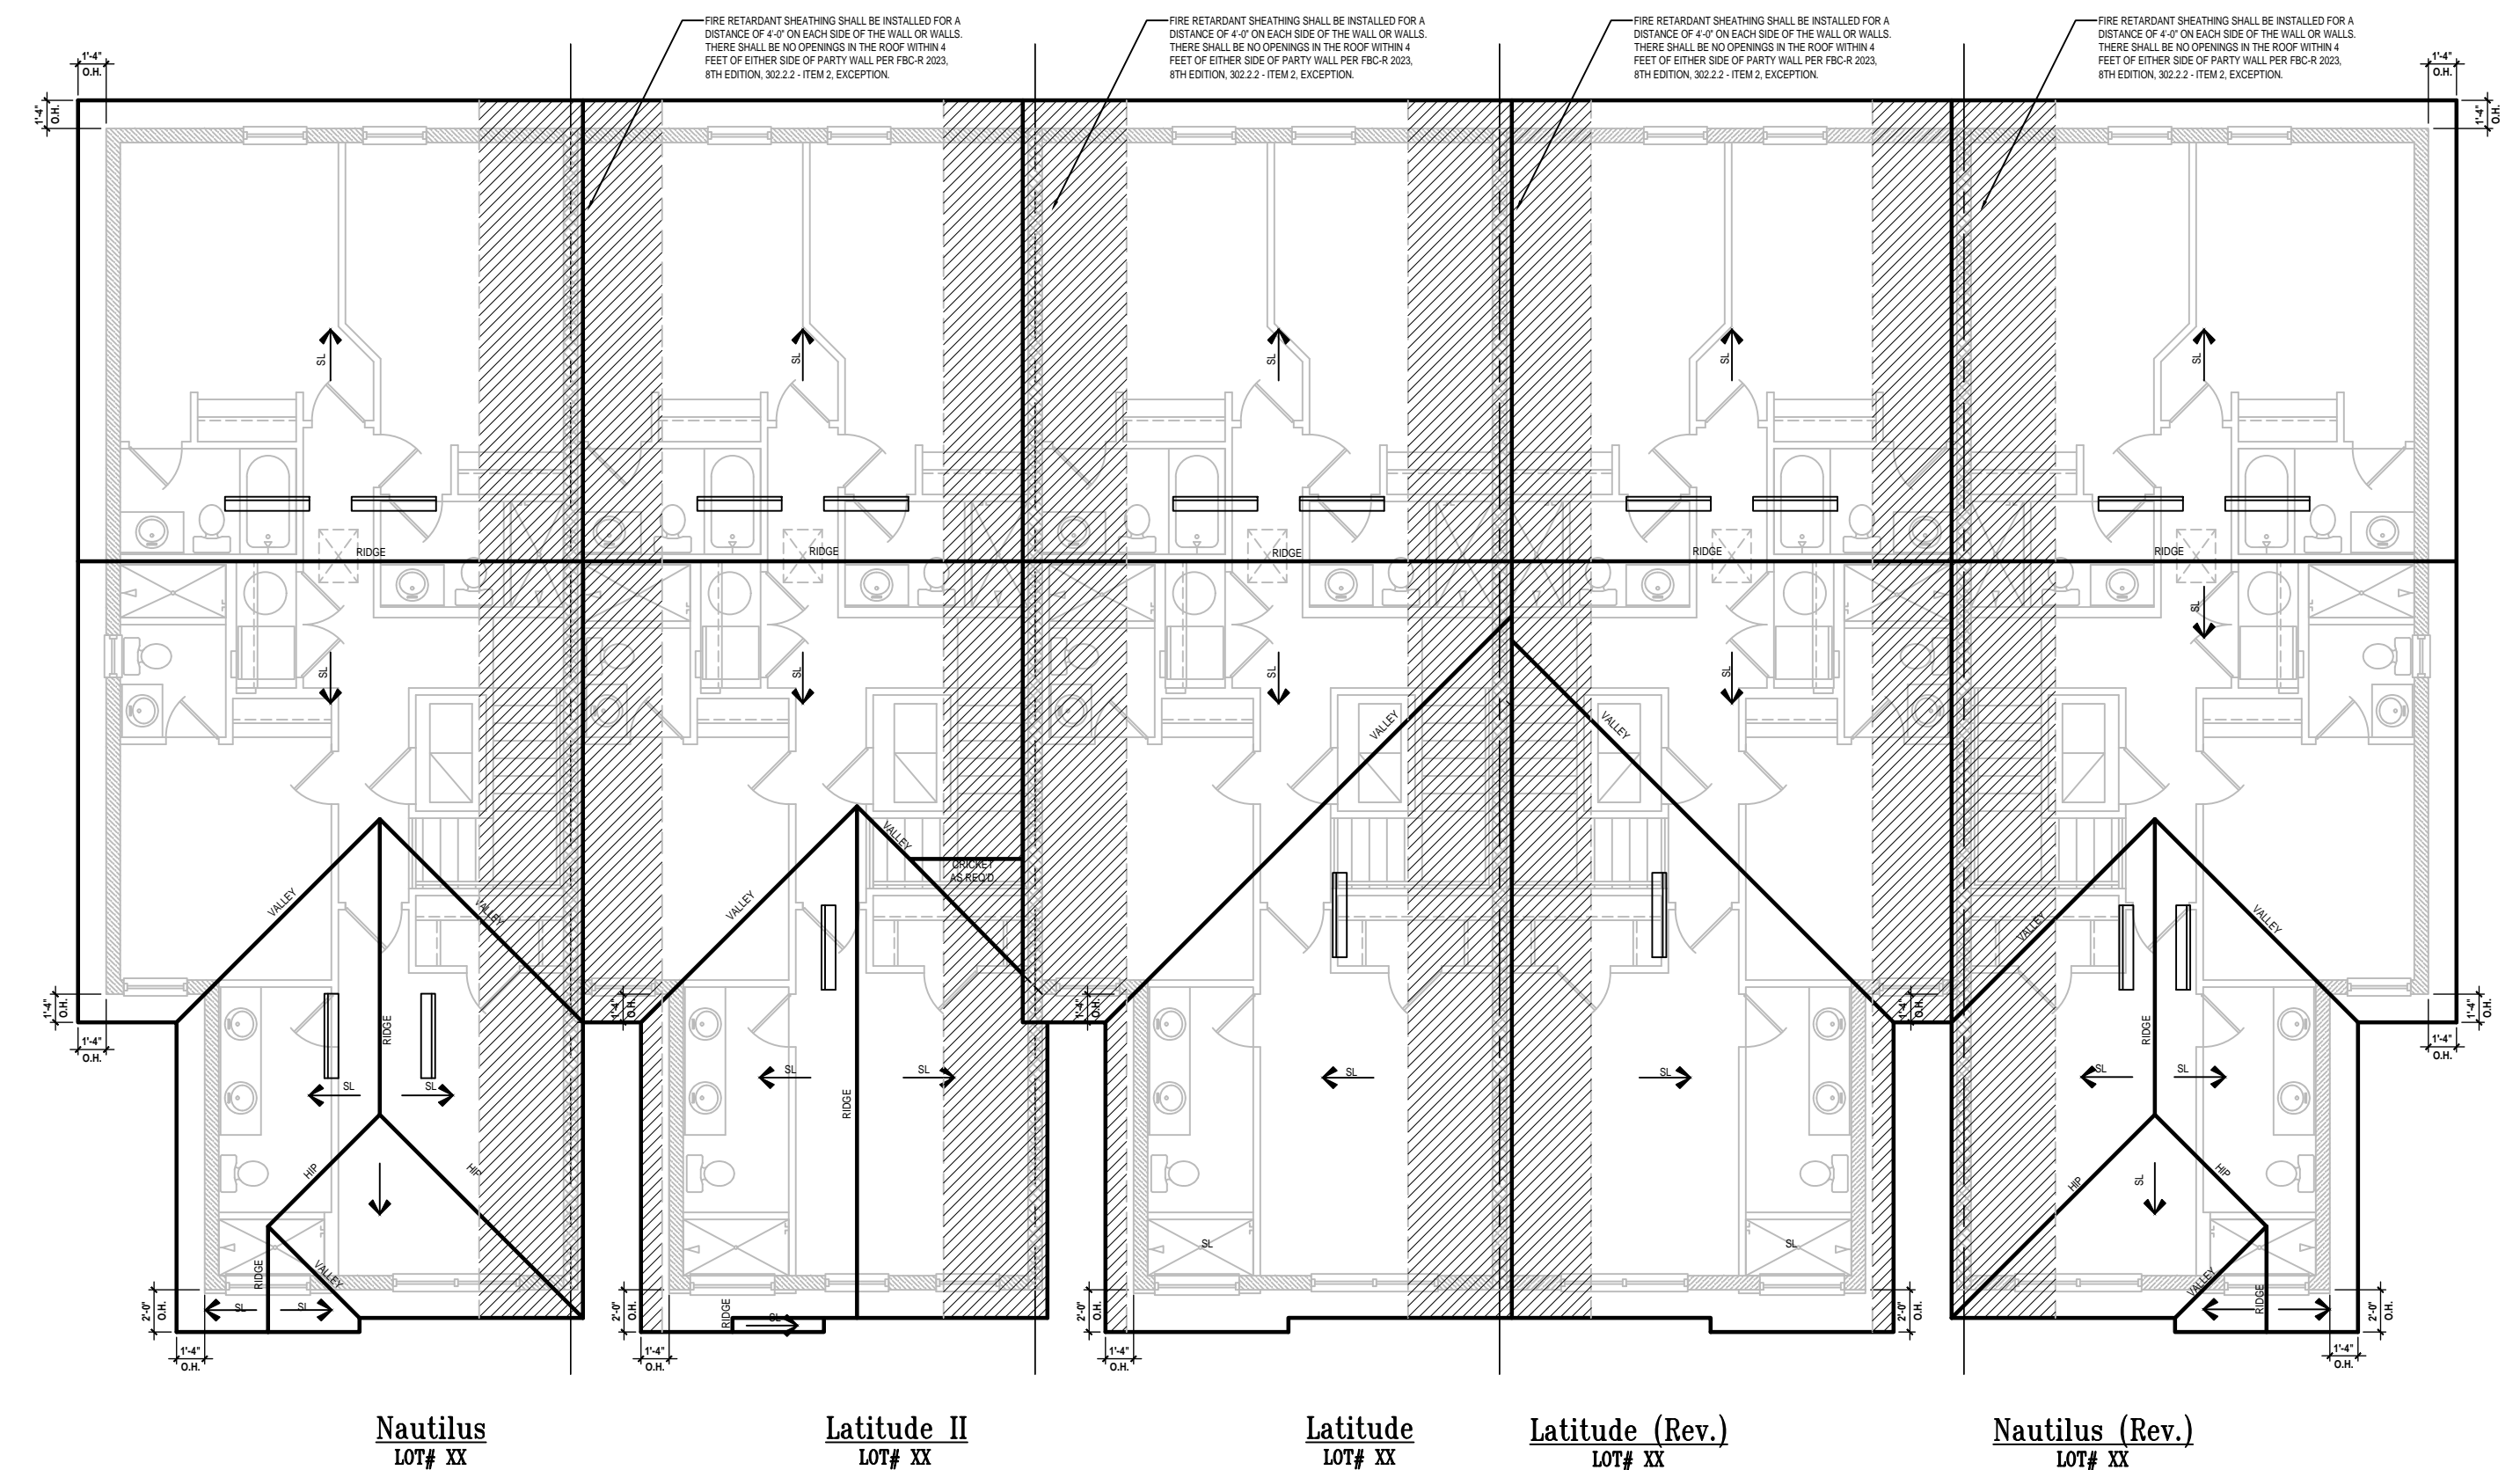 FIRE RETARDANT SHEATHING SHALL BE INSTALLED FOR A
DISTANCE OF 4'-0" ON EACH SIDE OF THE WALL OR WALLS.
THERE SHALL BE NO OPENINGS IN THE ROOF WITHIN 4
FEET OF EITHER SIDE OF PARTY WALL PER FBC-R 2023,
8TH EDITION, 302.2.2 - ITEM 2, EXCEPTION.
FIRE RETARDANT SHEATHING SHALL BE INSTALLED FOR A
DISTANCE OF 4'-0" ON EACH SIDE OF THE WALL OR WALLS.
THERE SHALL BE NO OPENINGS IN THE ROOF WITHIN 4
FEET OF EITHER SIDE OF PARTY WALL PER FBC-R 2023,
8TH EDITION, 302.2.2 - ITEM 2, EXCEPTION.
FIRE RETARDANT SHEATHING SHALL BE INSTALLED FOR A
DISTANCE OF 4'-0" ON EACH SIDE OF THE WALL OR WALLS.
THERE SHALL BE NO OPENINGS IN THE ROOF WITHIN 4
FEET OF EITHER SIDE OF PARTY WALL PER FBC-R 2023,
8TH EDITION, 302.2.2 - ITEM 2, EXCEPTION.
FIRE RETARDANT SHEATHING SHALL BE INSTALLED FOR A
DISTANCE OF 4'-0" ON EACH SIDE OF THE WALL OR WALLS.
THERE SHALL BE NO OPENINGS IN THE ROOF WITHIN 4
FEET OF EITHER SIDE OF PARTY WALL PER FBC-R 2023,
8TH EDITION, 302.2.2 - ITEM 2, EXCEPTION.
1'-4"
O.H.
1'-4"
O.H.
1'-4"
O.H.
1'-4"
O.H.
SL
SL
SL
SL
SL
RIDGE
RIDGE
RIDGE
RIDGE
RIDGE
SL
SL
SL
SL
SL
VALLEY
VALLEY
VALLEY
CRICKET
AS REQ'D.
VALLEY
VALLEY
VALLEY
VALLEY
VALLEY
VALLEY
1'-4"
O.H.
1'-4"
O.H.
1'-4"
O.H.
1'-4"
O.H.
1'-4"
O.H.
1'-4"
O.H.
1'-4"
O.H.
RIDGE
RIDGE
RIDGE
SL
SL
SL
SL
SL
SL
SL
SL
HIP
HIP
HIP
HIP
SL
SL
SL
RIDGE
VALLEY
SL
SL
RIDGE
SL
VALLEY
RIDGE
2'-0"
O.H.
2'-0"
O.H.
2'-0"
O.H.
2'-0"
O.H.
2'-0"
O.H.
1'-4"
O.H.
1'-4"
O.H.
1'-4"
O.H.
1'-4"
O.H.
Nautilus
LOT# XX
Latitude II
LOT# XX
Latitude
LOT# XX
Latitude (Rev.)
LOT# XX
Nautilus (Rev.)
LOT# XX